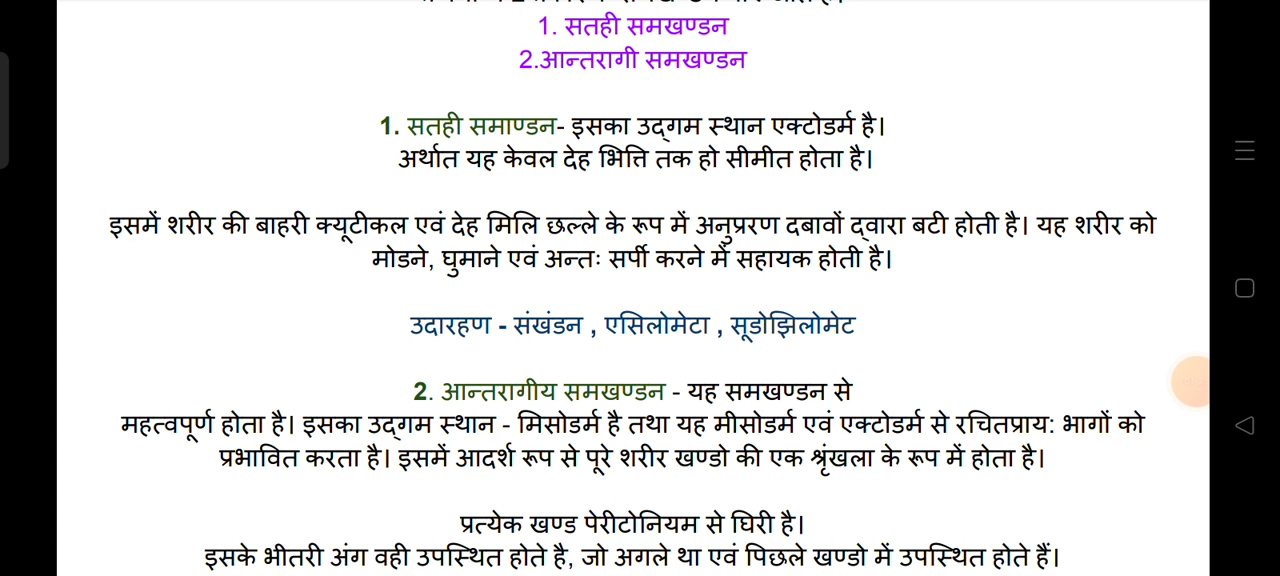 1. सतही समखण्डन
2.आन्तरागी समखण्डन
1. सतही समाण्डन- इसका उद्गम स्थान एक्टोडर्म है।
अर्थात यह केवल देह भित्ति तक हो सीमीत होता है।
इसमें शरीर की बाहरी क्यूटीकल एवं देह मिलि छल्ले के रूप में अनुप्ररण दबावों द्वारा बटी होती है। यह शरीर को
मोडने, घुमाने एवं अन्तः सर्पी करने में सहायक होती है।
उदारहण - संखंडन , एसिलोमेटा , सूडोझिलोमेट
2. आन्तरागीय समखण्डन - यह समखण्डन से
महत्वपूर्ण होता है। इसका उद्गम स्थान - मिसोडर्म है तथा यह मीसोडर्म एवं एक्टोडर्म से रचितप्राय: भागों को
प्रभावित करता है। इसमें आदर्श रूप से पूरे शरीर खण्डो की एक श्रृंखला के रूप में होता है।
प्रत्येक खण्ड पेरीटोनियम से घिरी है।
इसके भीतरी अंग वही उपस्थित होते है, जो अगले था एवं पिछले खण्डो में उपस्थित होते हैं।